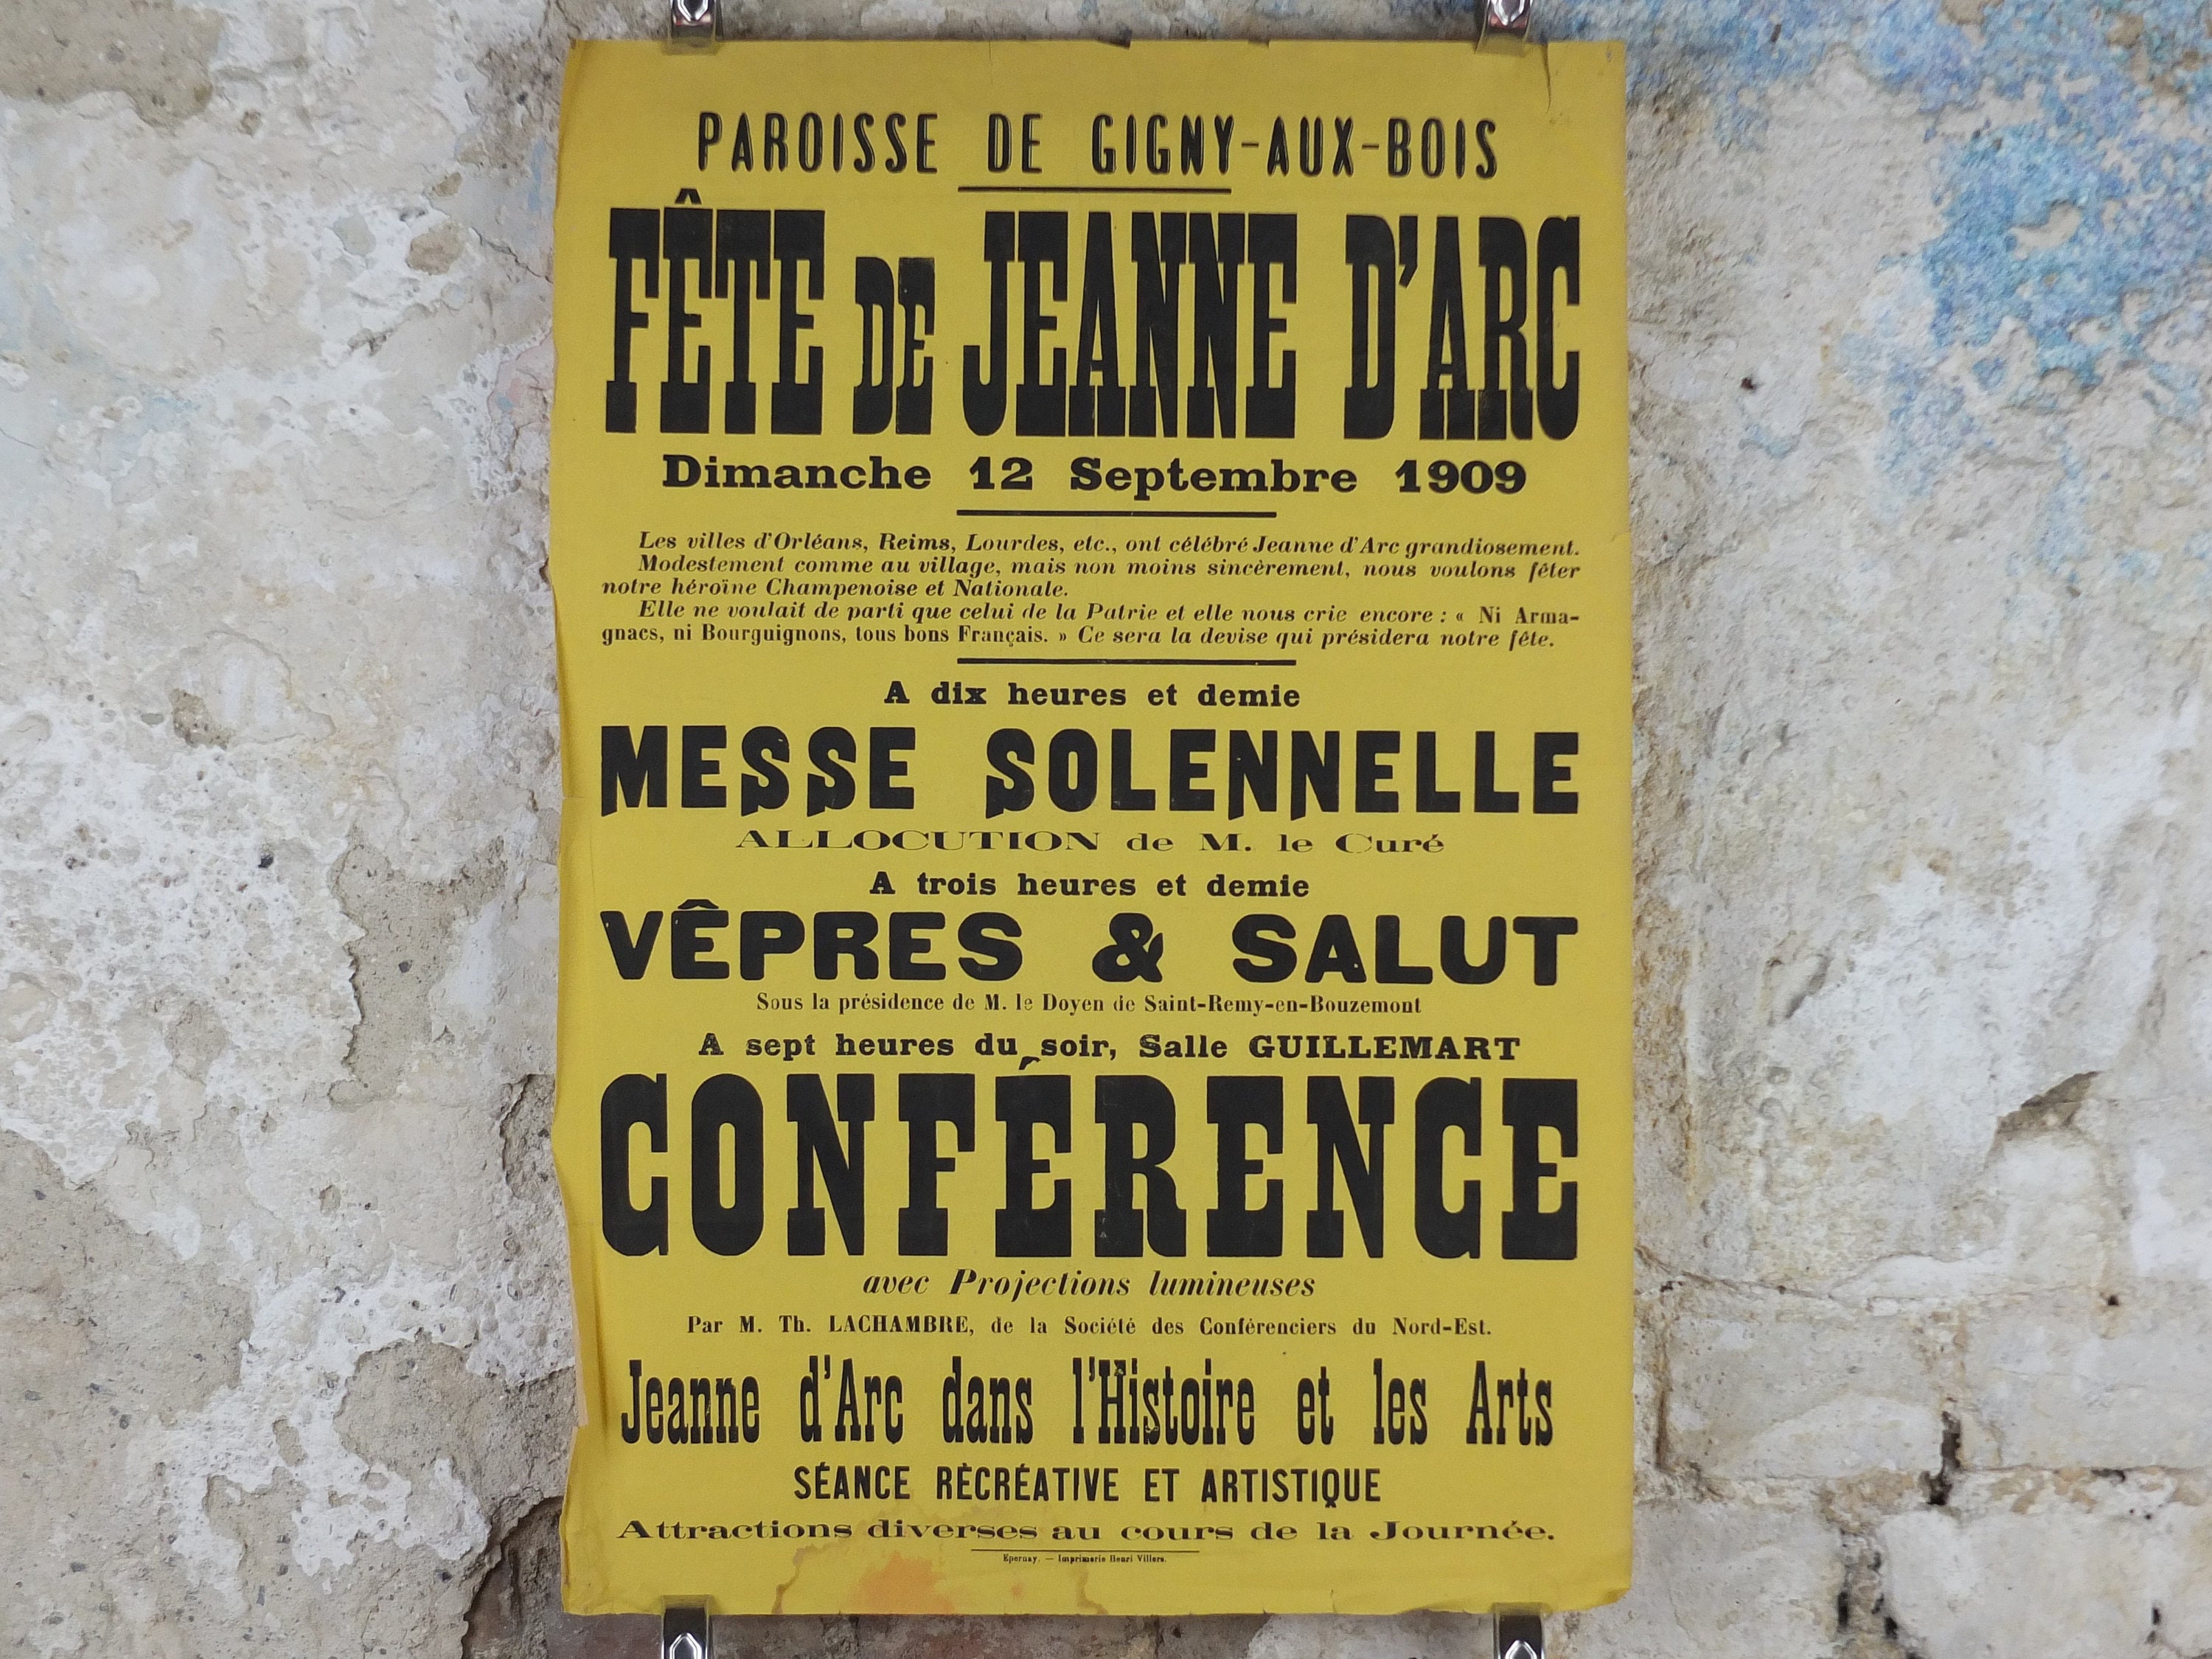 PAROISSE DE GIGNY-AUX-BOIS
FÊTE DE JEANNE D'ARC
Dimanche 12 Septembre 1909
Les villes d'Orléans, Reims, Lourdes, etc., ont célébré Jeanne d'Arc grandiosement.
Modestement comme au village, mais non moins sincèrement, nous voulons fêter
notre héroïne Champenoise et Nationale.
Elle ne voulait de parti que celui de la Patrie et elle nous crie encore : « Ni Arma-
gnacs, ni Bourguignons, tous bons Français. » Ce sera la devise qui présidera notre fête.
A dix heures et demie
MESSE SOLENNELLE
ALLOCUTION de M. le Curé
A trois heures et demie
VÊPRES & SALUT
Sous la présidence de M. le Doyen de Saint-Remy-en-Bouzemont
A sept heures du soir, Salle GUILLEMART
CONFÉRENCE
avec Projections lumineuses
Par M. Th. LACHAMBRE, de la Société des Conférenciers du Nord-Est.
Jeanne d'Arc dans l'Histoire et les Arts
SÉANCE RÉCRÉATIVE ET ARTISTIQUE
Attractions diverses au cours de la Journée.
Epernay. — Imprimerie Henri Villers.